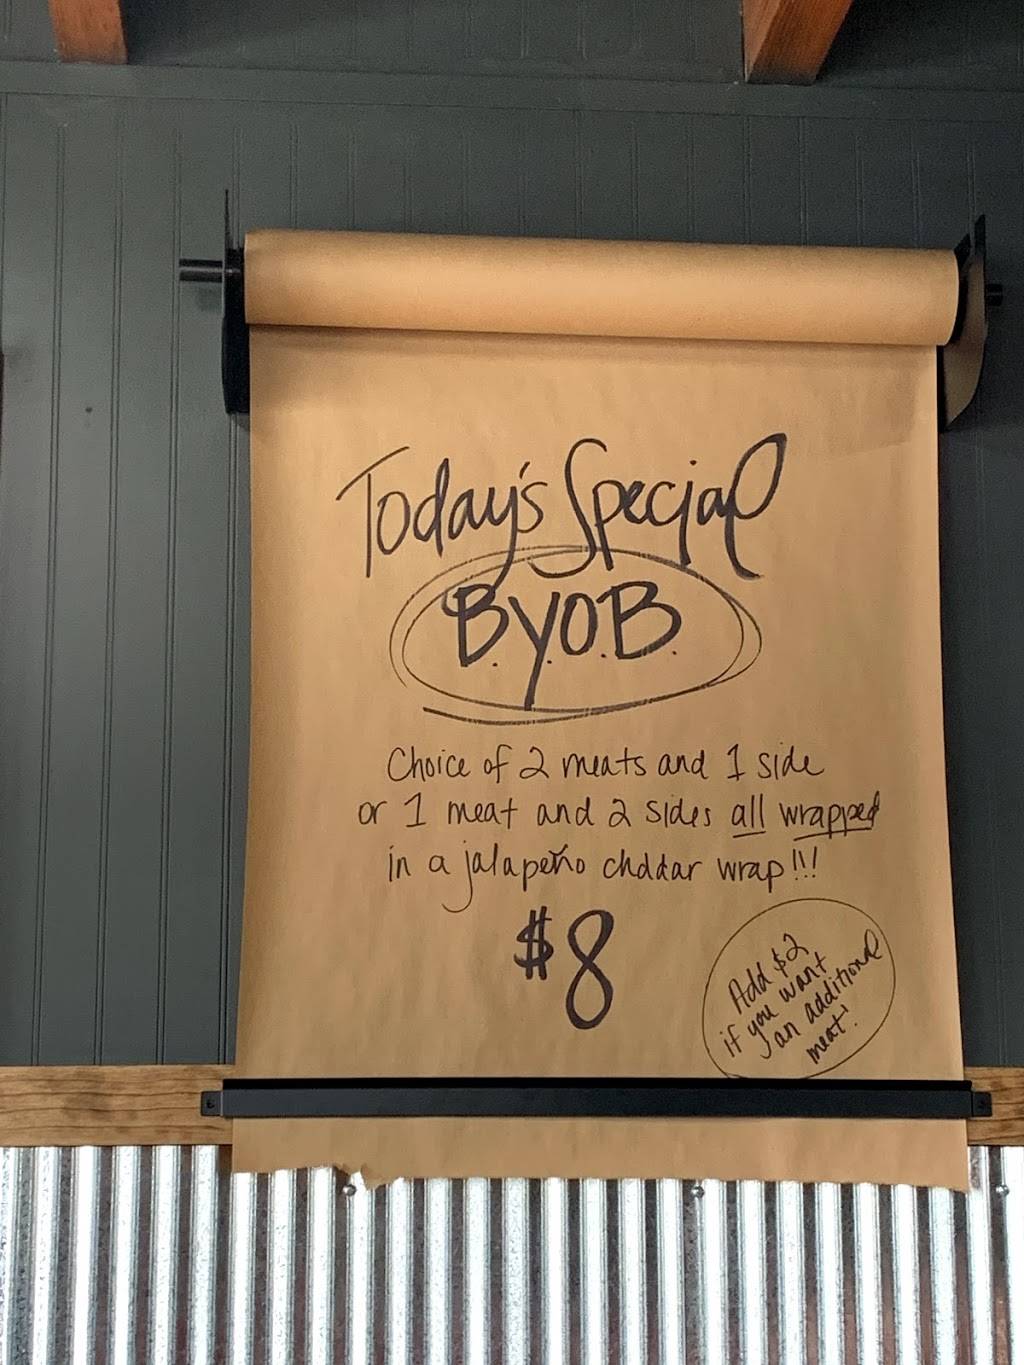 Today's Special
B.Y.O.B.
Choice of 2 meats and 1 side
or 1 meat and 2 sides all wrapped
in a jalapeño chddar wrap!!!
$8
Add $2
if you want
an additional
meat!